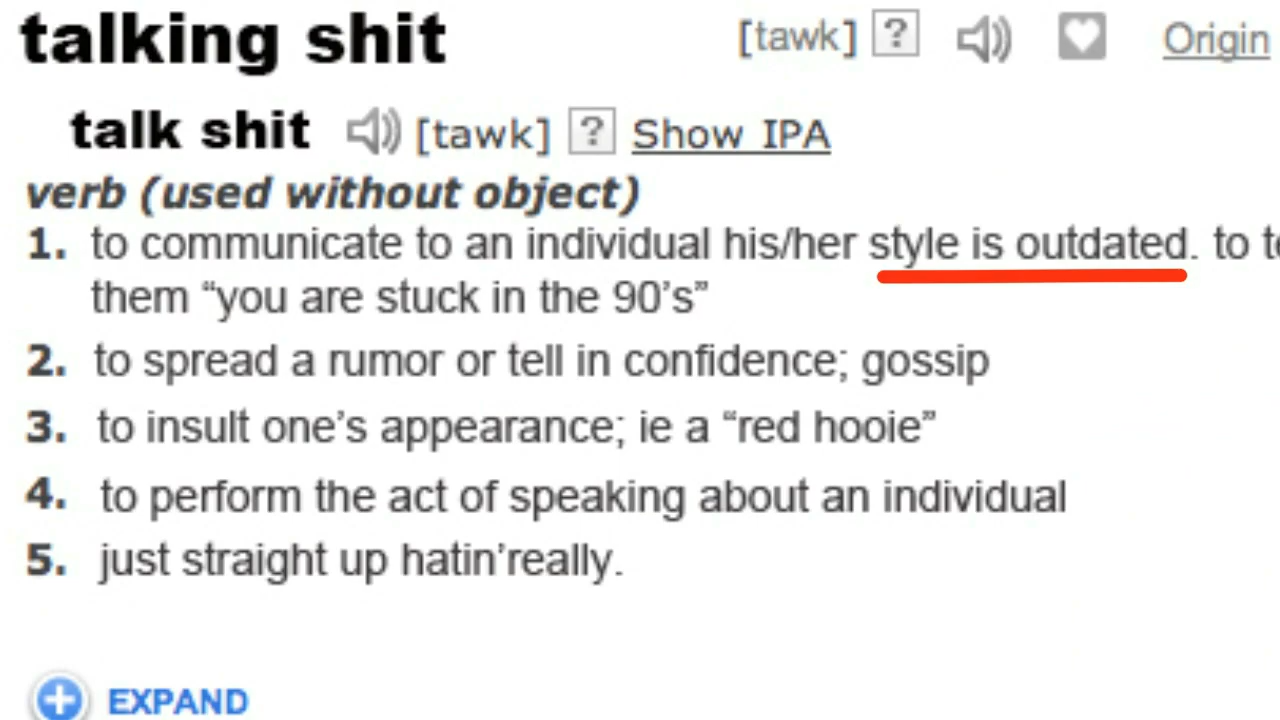 talking shit [tawk] ? Origin
talk shit [tawk] ? Show IPA
verb (used without object)
1. to communicate to an individual his/her style is outdated. to
them “you are stuck in the 90’s”
2. to spread a rumor or tell in confidence; gossip
3. to insult one’s appearance; ie a “red hooie”
4. to perform the act of speaking about an individual
5. just straight up hatin’really.
EXPAND